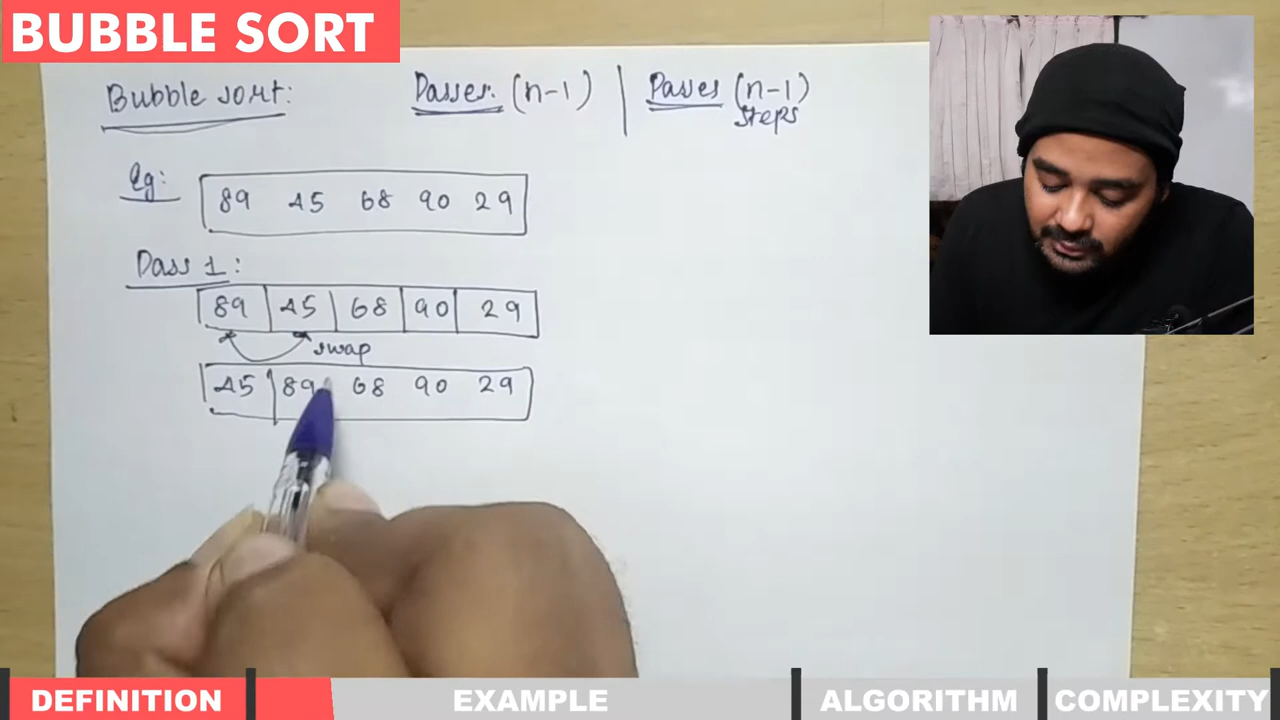 BUBBLE SORT
Bubble sort: Passes: (n-1) | Passes (n-1)
steps
Eg:
89 45 68 90 29
Pass 1:
89 45 68 90 29
swap
45 89 68 90 29
DEFINITION EXAMPLE ALGORITHM COMPLEXITY